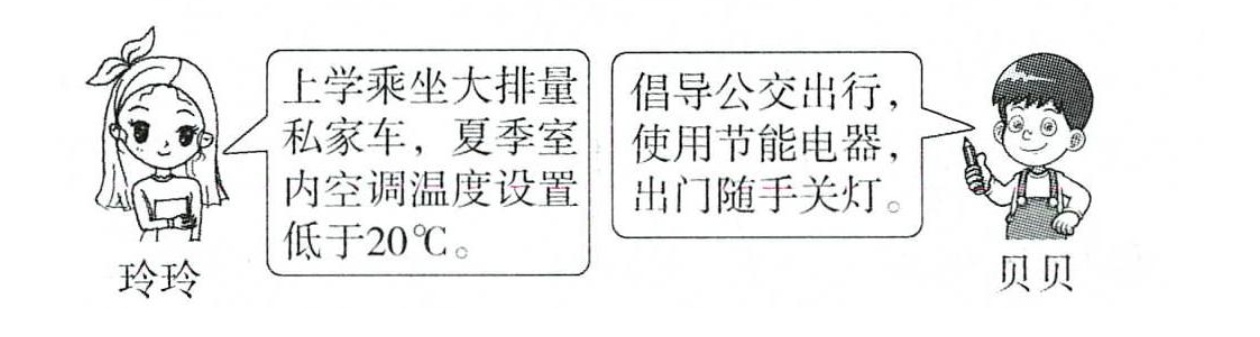 上学乘坐大排量
私家车，夏季室
内空调温度设置
低于20℃。
玲玲
倡导公交出行，
使用节能电器，
出门随手关灯。
贝贝